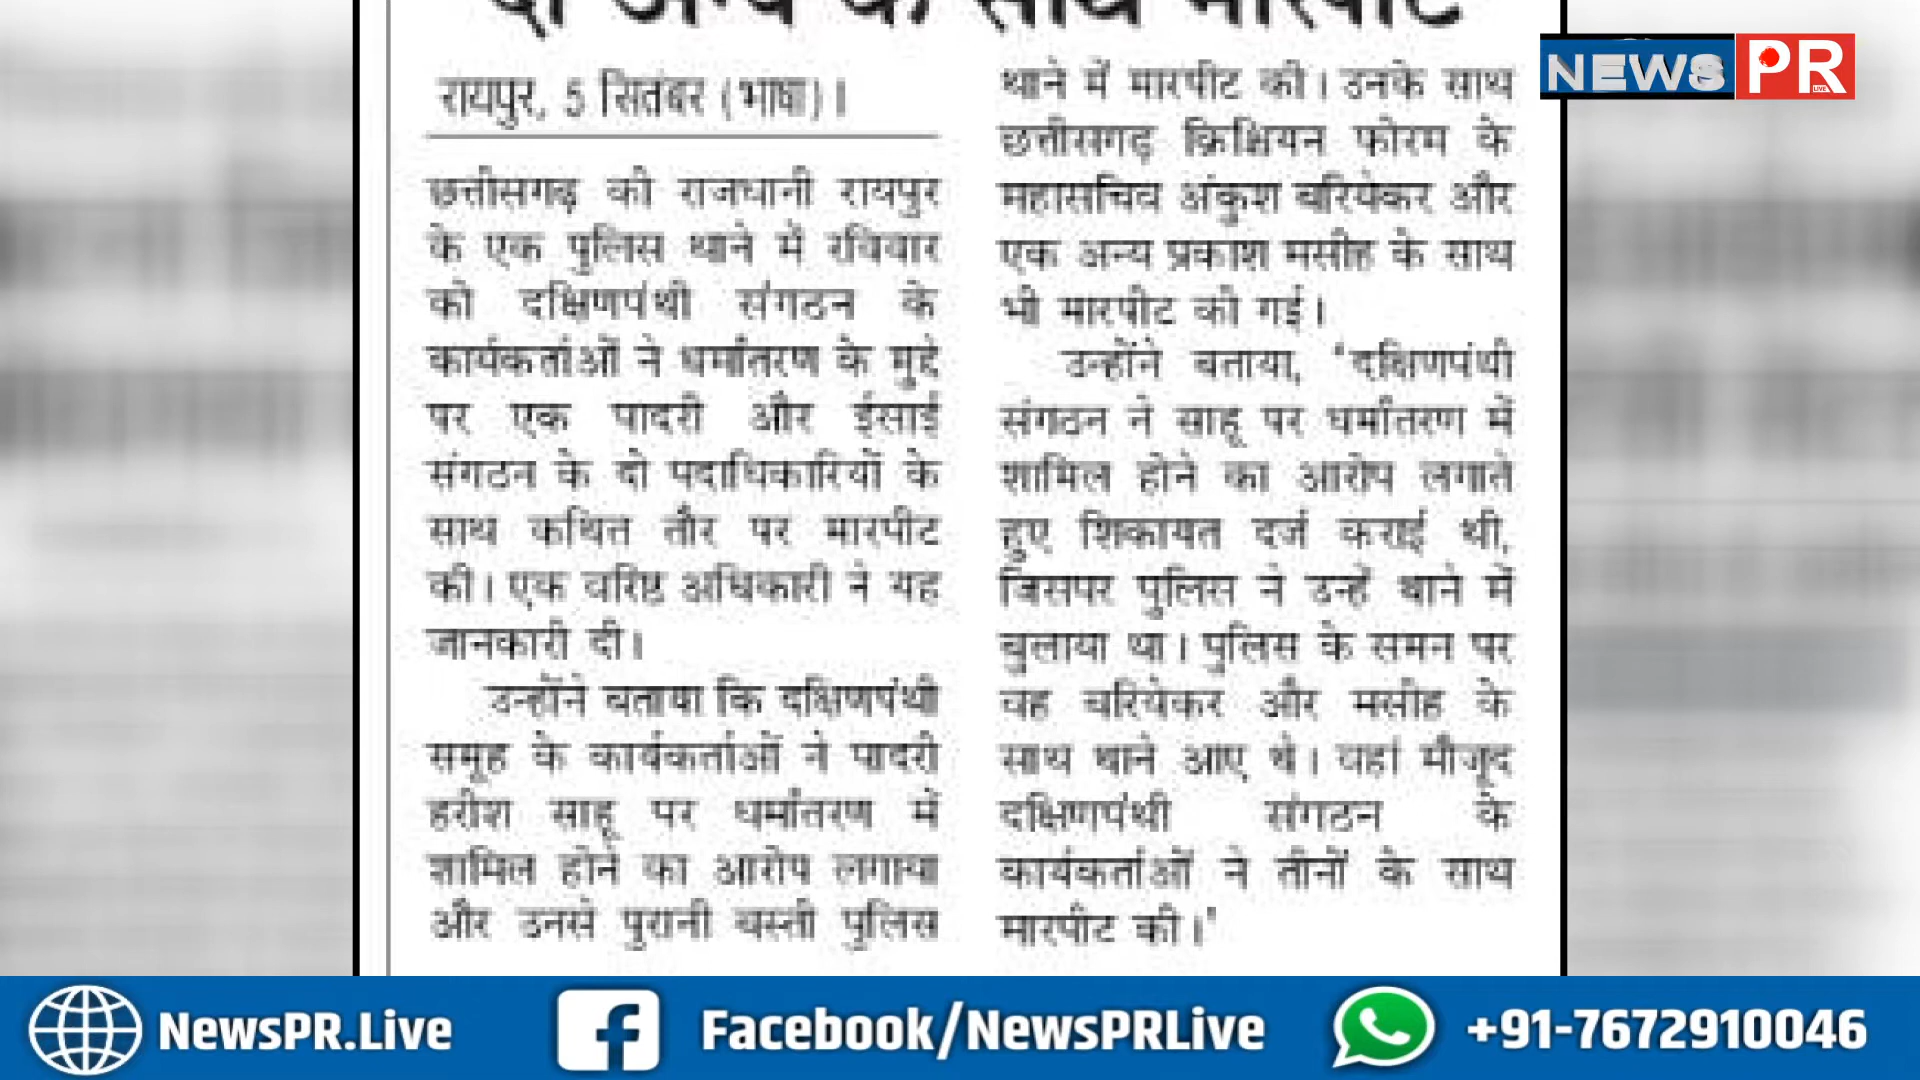 दो अन्य के साथ मारपीट
रायपुर, 5 सितंबर (भाषा)।
छत्तीसगढ़ की राजधानी रायपुर
के एक पुलिस थाने में रविवार
को दक्षिणपंथी संगठन के
कार्यकर्ताओं ने धर्मांतरण के मुद्दे
पर एक पादरी और ईसाई
संगठन के दो पदाधिकारियों के
साथ कथित तौर पर मारपीट
की। एक वरिष्ठ अधिकारी ने यह
जानकारी दी।
उन्होंने बताया कि दक्षिणपंथी
समूह के कार्यकर्ताओं ने पादरी
हरीश साहू पर धर्मांतरण में
शामिल होने का आरोप लगाया
और उनसे पुरानी बस्ती पुलिस
थाने में मारपीट की। उनके साथ
छत्तीसगढ़ क्रिश्चियन फोरम के
महासचिव अंकुश बरियेकर और
एक अन्य प्रकाश मसीह के साथ
भी मारपीट की गई।
उन्होंने बताया, 'दक्षिणपंथी
संगठन ने साहू पर धर्मांतरण में
शामिल होने का आरोप लगाते
हुए शिकायत दर्ज कराई थी,
जिसपर पुलिस ने उन्हें थाने में
बुलाया था। पुलिस के समन पर
वह बरियेकर और मसीह के
साथ थाने आए थे। वहां मौजूद
दक्षिणपंथी संगठन के
कार्यकर्ताओं ने तीनों के साथ
मारपीट की।'
NEWS PR
LIVE
NewsPR.Live
Facebook/NewsPRLive
+91-7672910046